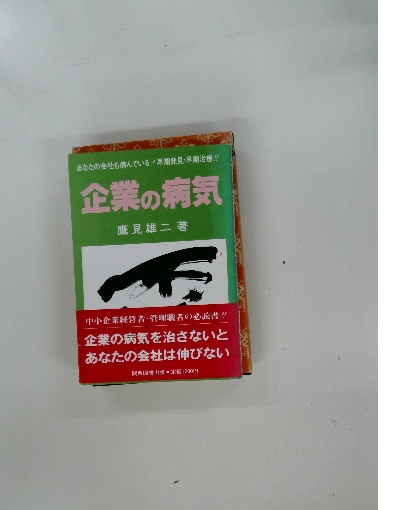 あなたの会社も病んでいる！早期発見・早期治療!!
企業の病気
鷹見雄二著
中小企業経営者・管理職者の必読書!!
企業の病気を治さないと
あなたの会社は伸びない